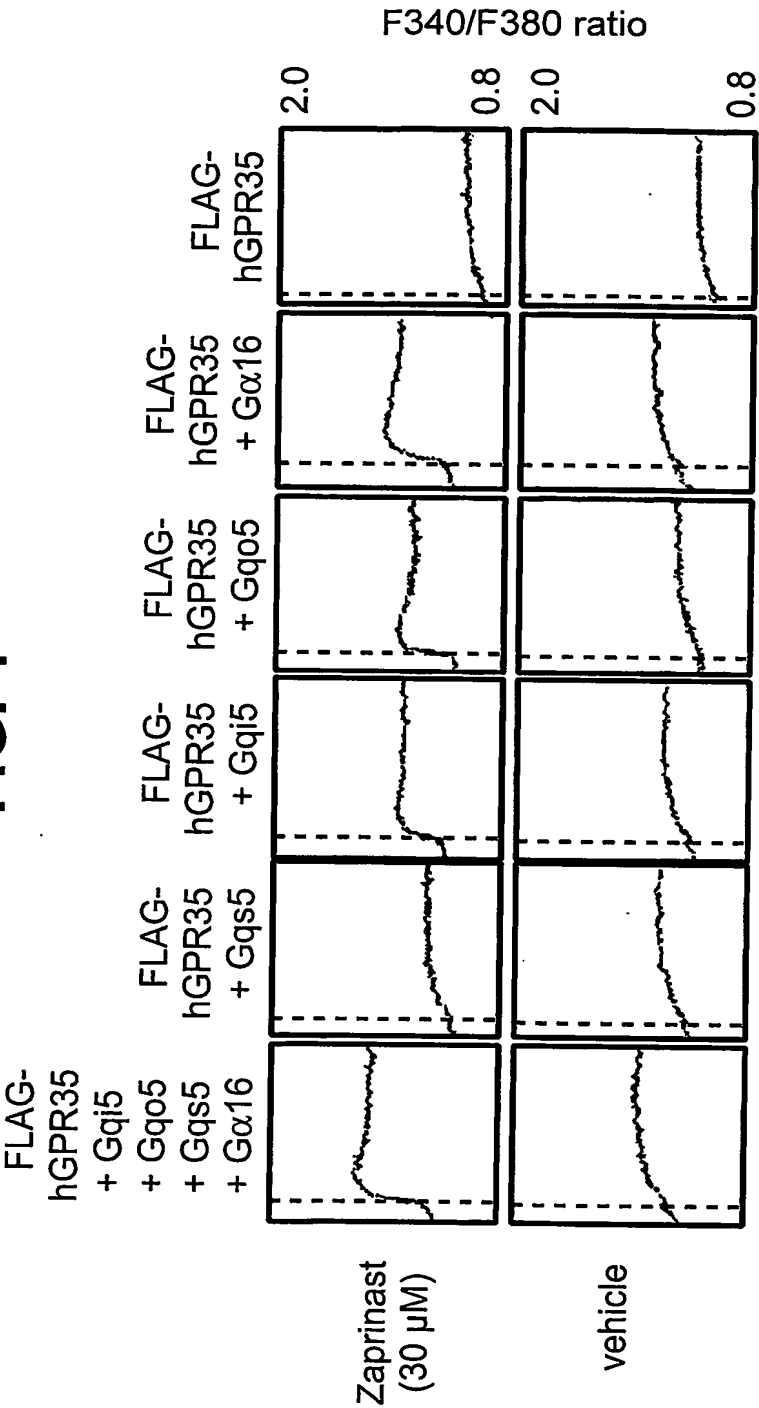 FLAG-
hGPR35
+ Gqi5
+ Gqo5
+ Gqs5
+ Gα16
FLAG-
hGPR35
+ Gqs5
FLAG-
hGPR35
+ Gqi5
FLAG-
hGPR35
+ Gqo5
FLAG-
hGPR35
+ Gα16
FLAG-
hGPR35
Zaprinast
(30 µM)
2.0
0.8
vehicle
2.0
0.8
F340/F380 ratio